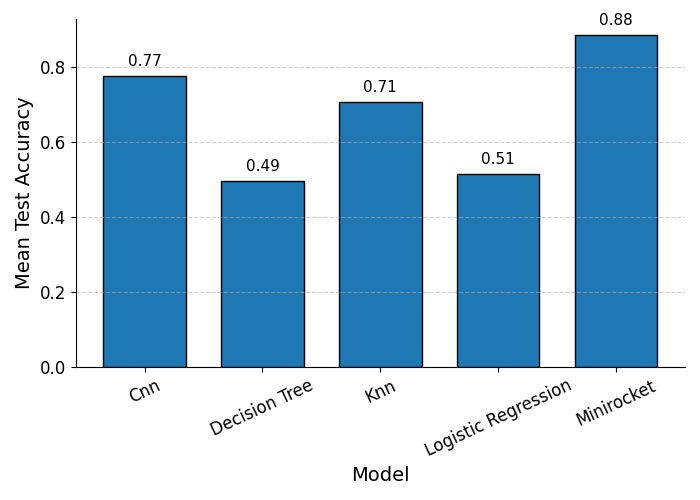 0.88
0.77
0.71
0.51
0.49
Mean Test Accuracy
0.8
0.6
0.4
0.2
0.0
Cnn
Decision Tree
Knn
Logistic Regression
Minirocket
Model